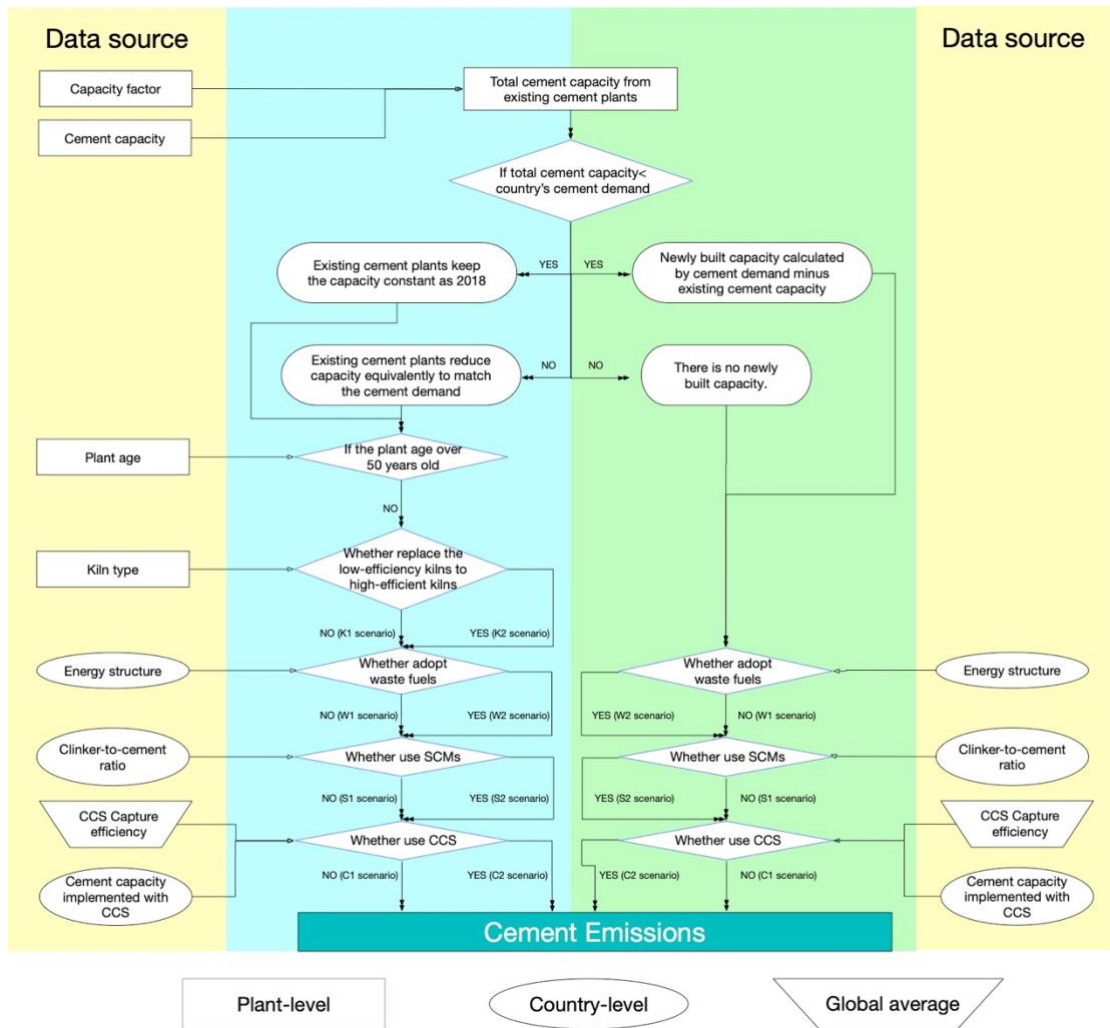 Data source
Data source
Capacity factor
Total cement capacity from
existing cement plants
Cement capacity
If total cement capacity<
country's cement demand
Existing cement plants keep
the capacity constant as 2018
YES
YES
Newly built capacity calculated
by cement demand minus
existing cement capacity
Existing cement plants reduce
capacity equivalently to match
the cement demand
NO
NO
There is no newly
built capacity.
Plant age
If the plant age over
50 years old
NO
Kiln type
Whether replace the
low-efficiency kilns to
high-efficient kilns
NO (K1 scenario)
YES (K2 scenario)
Energy structure
Whether adopt
waste fuels
Whether adopt
waste fuels
Energy structure
NO (W1 scenario)
YES (W2 scenario)
YES (W2 scenario)
NO (W1 scenario)
Clinker-to-cement
ratio
Whether use SCMs
Whether use SCMs
Clinker-to-cement
ratio
NO (S1 scenario)
YES (S2 scenario)
YES (S2 scenario)
NO (S1 scenario)
CCS Capture
efficiency
CCS Capture
efficiency
Whether use CCS
Whether use CCS
Cement capacity
implemented with
CCS
NO (C1 scenario)
YES (C2 scenario)
YES (C2 scenario)
NO (C1 scenario)
Cement capacity
implemented with
CCS
Cement Emissions
Plant-level
Country-level
Global average